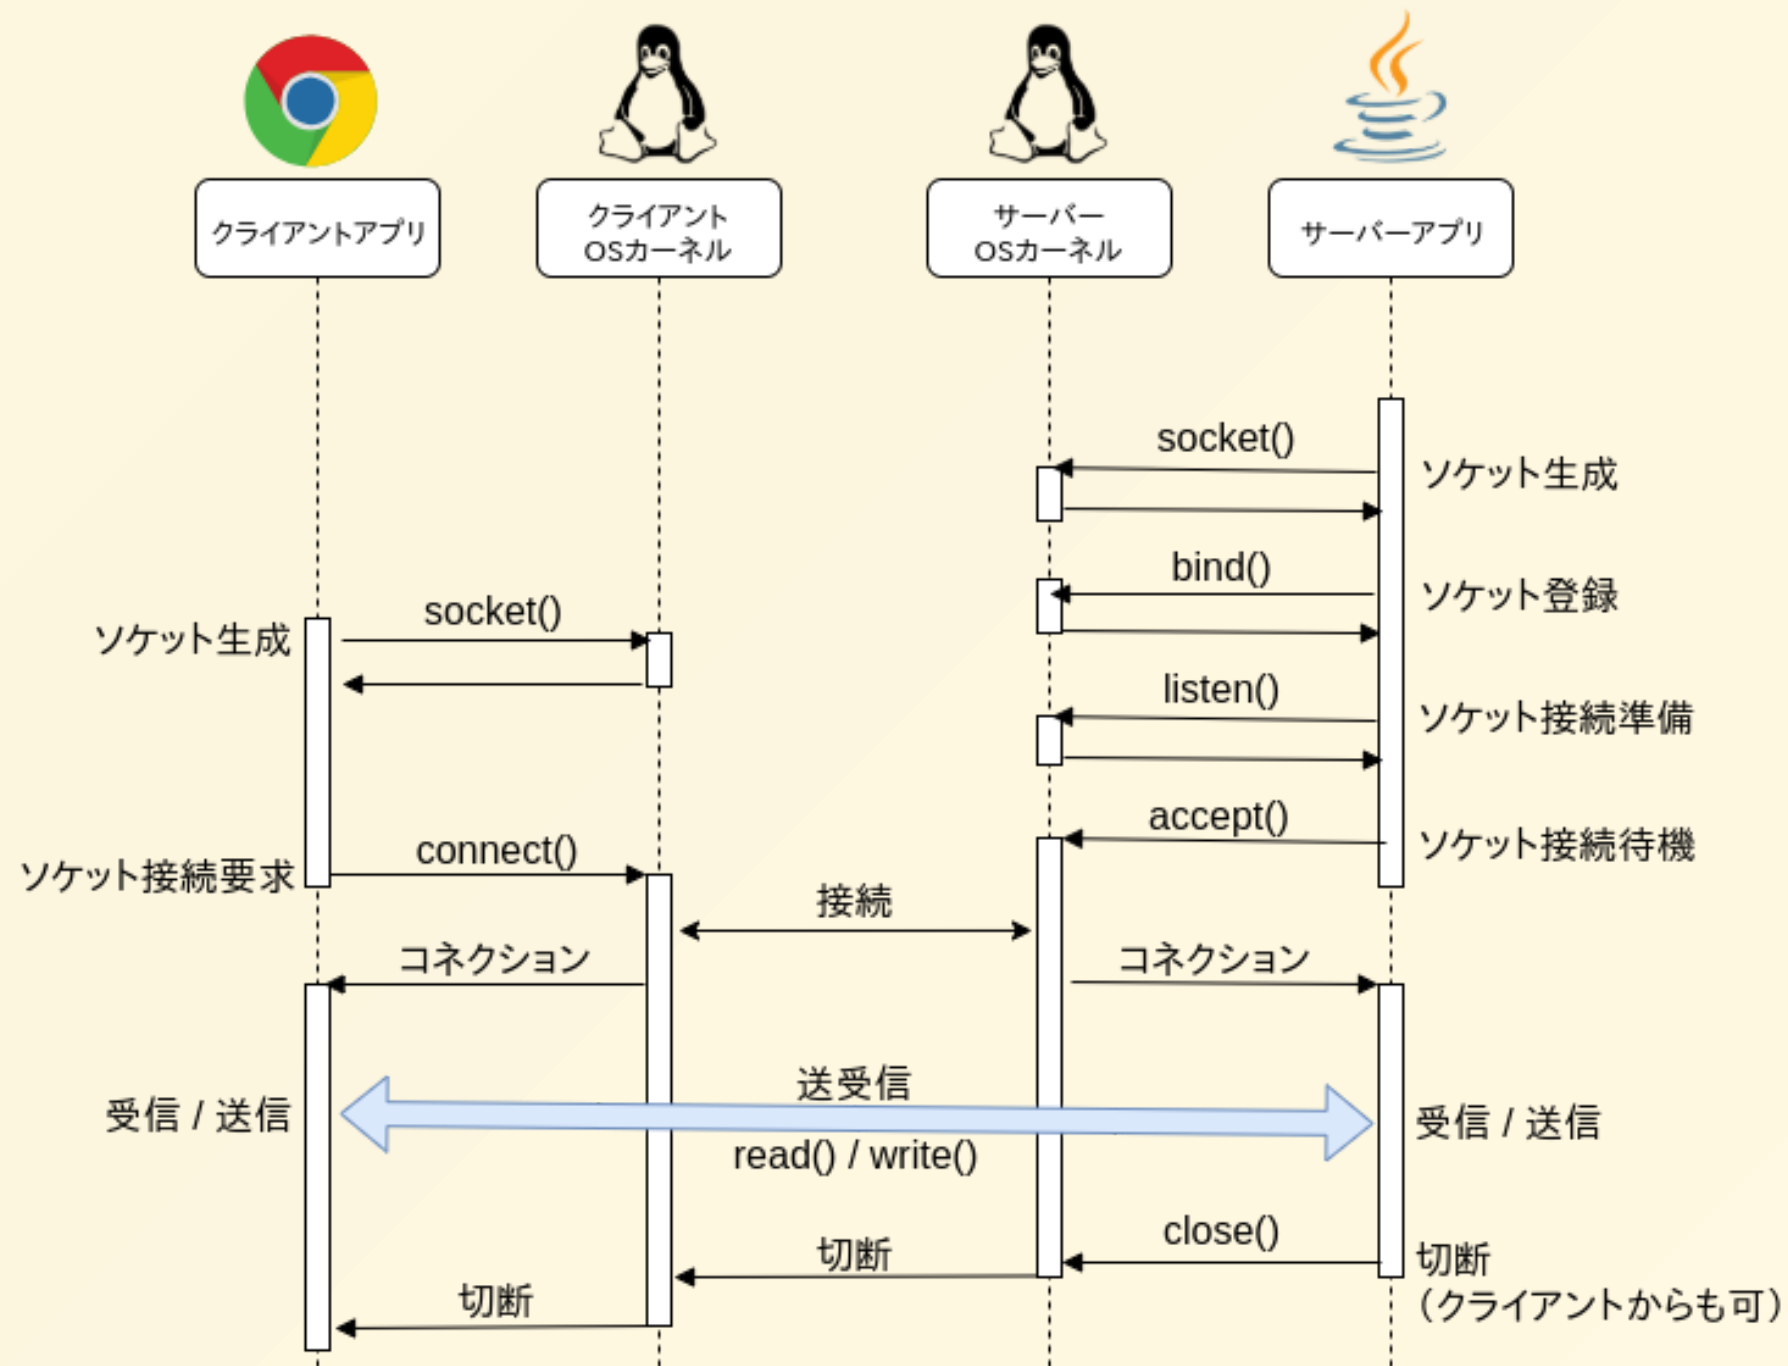 クライアントアプリ
クライアント
OSカーネル
サーバー
OSカーネル
サーバーアプリ
socket()
ソケット生成
bind()
ソケット登録
socket()
ソケット生成
listen()
ソケット接続準備
accept()
ソケット接続待機
connect()
ソケット接続要求
接続
コネクション
コネクション
送受信
受信 / 送信
受信 / 送信
read() / write()
close()
切断
切断
(クライアントからも可)
切断